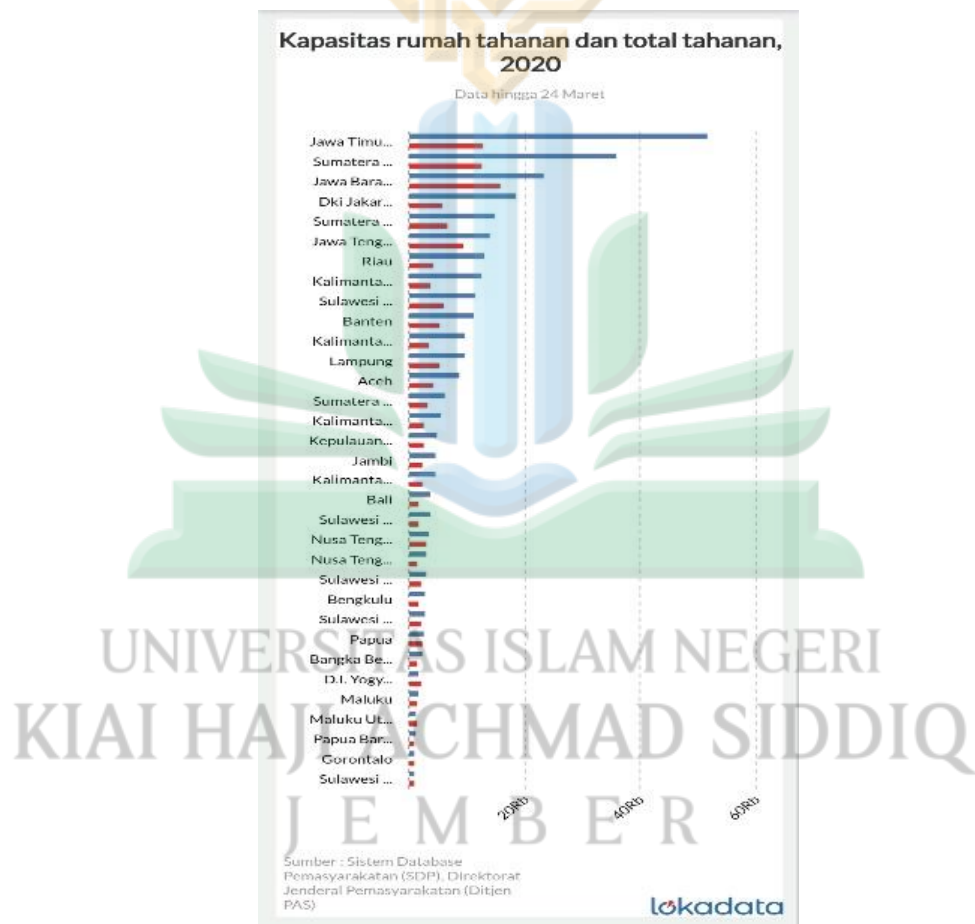 Kapasitas rumah tahanan dan total tahanan,
2020
Data hingga 24 Maret
Jawa Timu...
Sumatera ...
Jawa Bara...
Dki Jakar...
Sumatera ...
Jawa Teng...
Riau
Kalimanta...
Sulawesi ...
Banten
Kalimanta...
Lampung
Aceh
Sumatera ...
Kalimanta...
Kepulauan...
Jambi
Kalimanta...
Bali
Sulawesi ...
Nusa Teng...
Nusa Teng...
Sulawesi ...
Bengkulu
Sulawesi ...
Papua
Bangka Be...
D.I. Yogy...
Maluku
Maluku Ut...
Papua Bar...
Gorontalo
Sulawesi ...
20Rb 40Rb 60Rb
Sumber : Sistem Database
Pemasyarakatan (SDP), Direktorat
Jenderal Pemasyarakatan (Ditjen
PAS)
lokadata
UNIVERSITAS ISLAM NEGERI
KIAI HAJI ACHMAD SIDDIQ
JEMBER